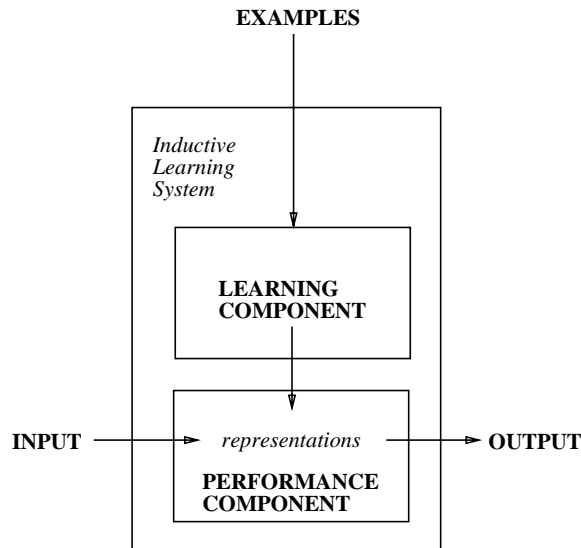 EXAMPLES
Inductive
Learning
System
LEARNING
COMPONENT
INPUT
representations
OUTPUT
PERFORMANCE
COMPONENT